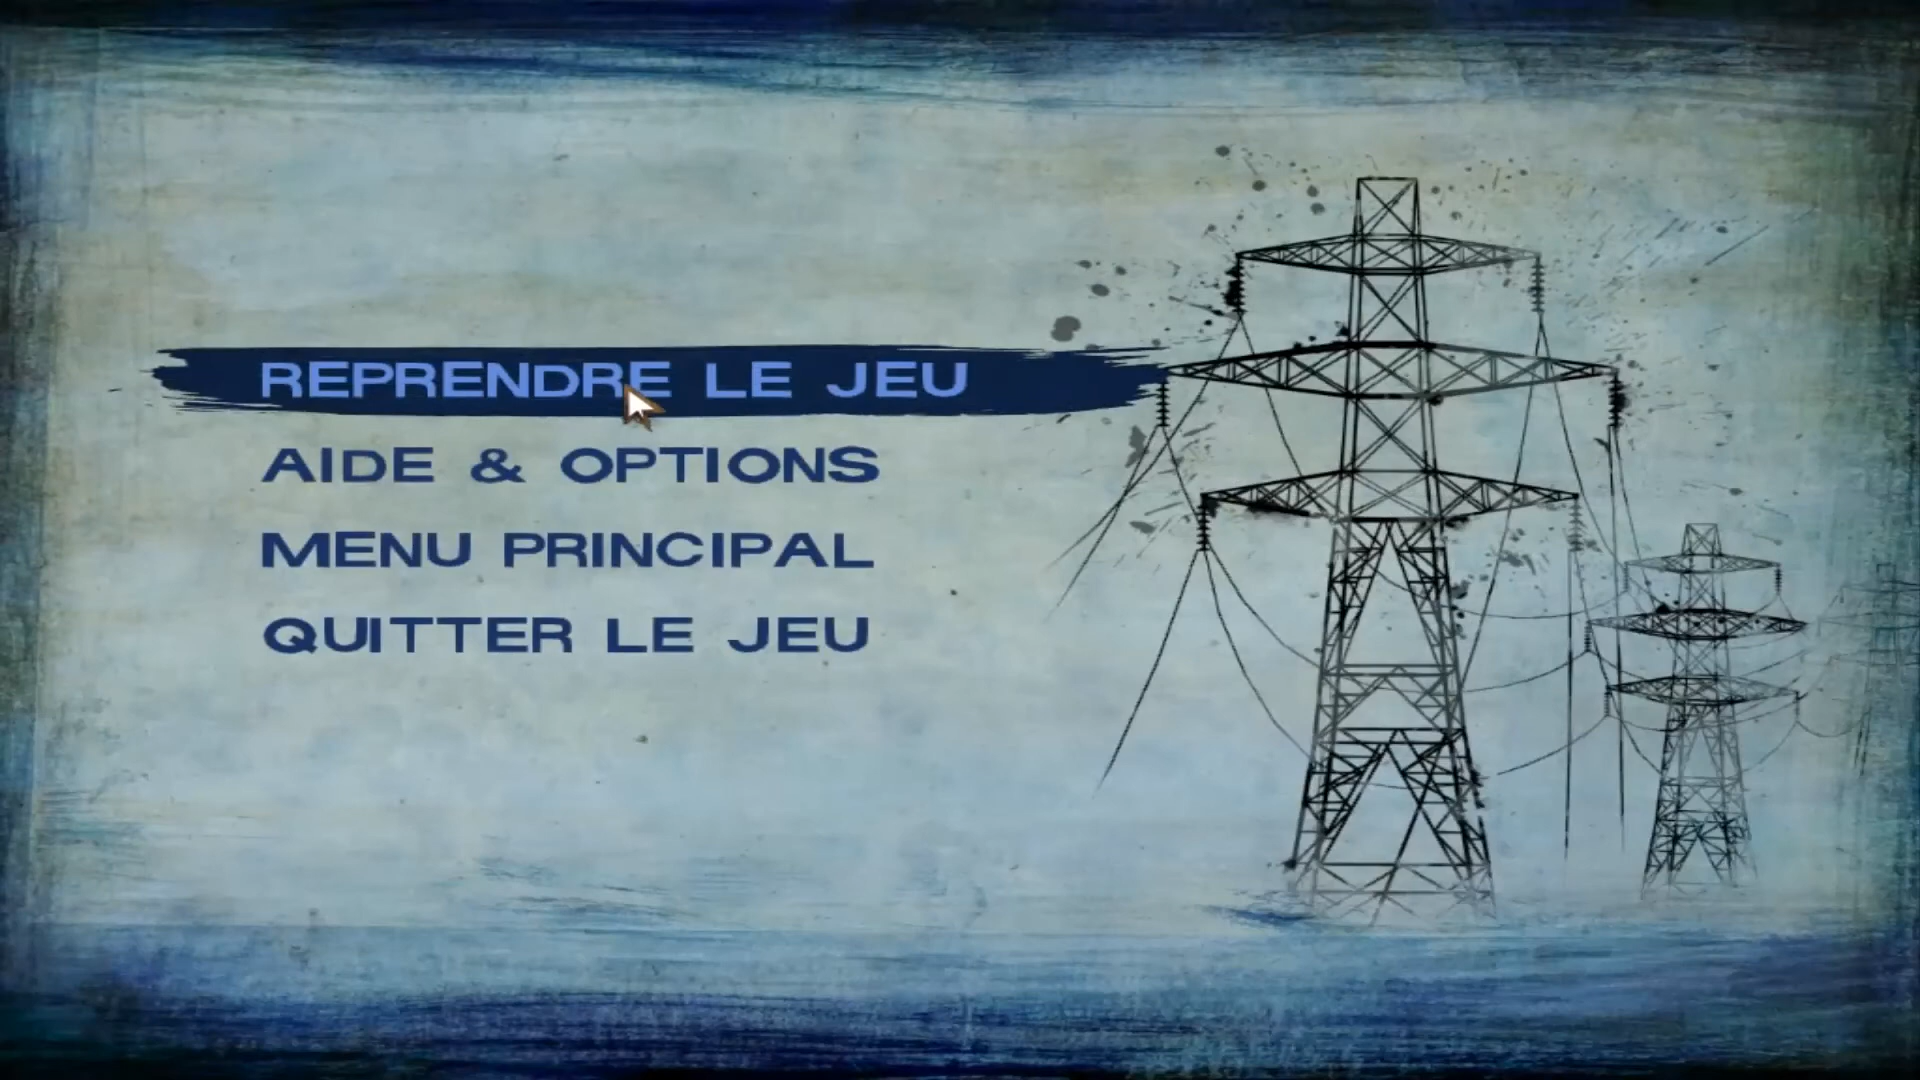 REPRENDRE LE JEU
AIDE & OPTIONS
MENU PRINCIPAL
QUITTER LE JEU